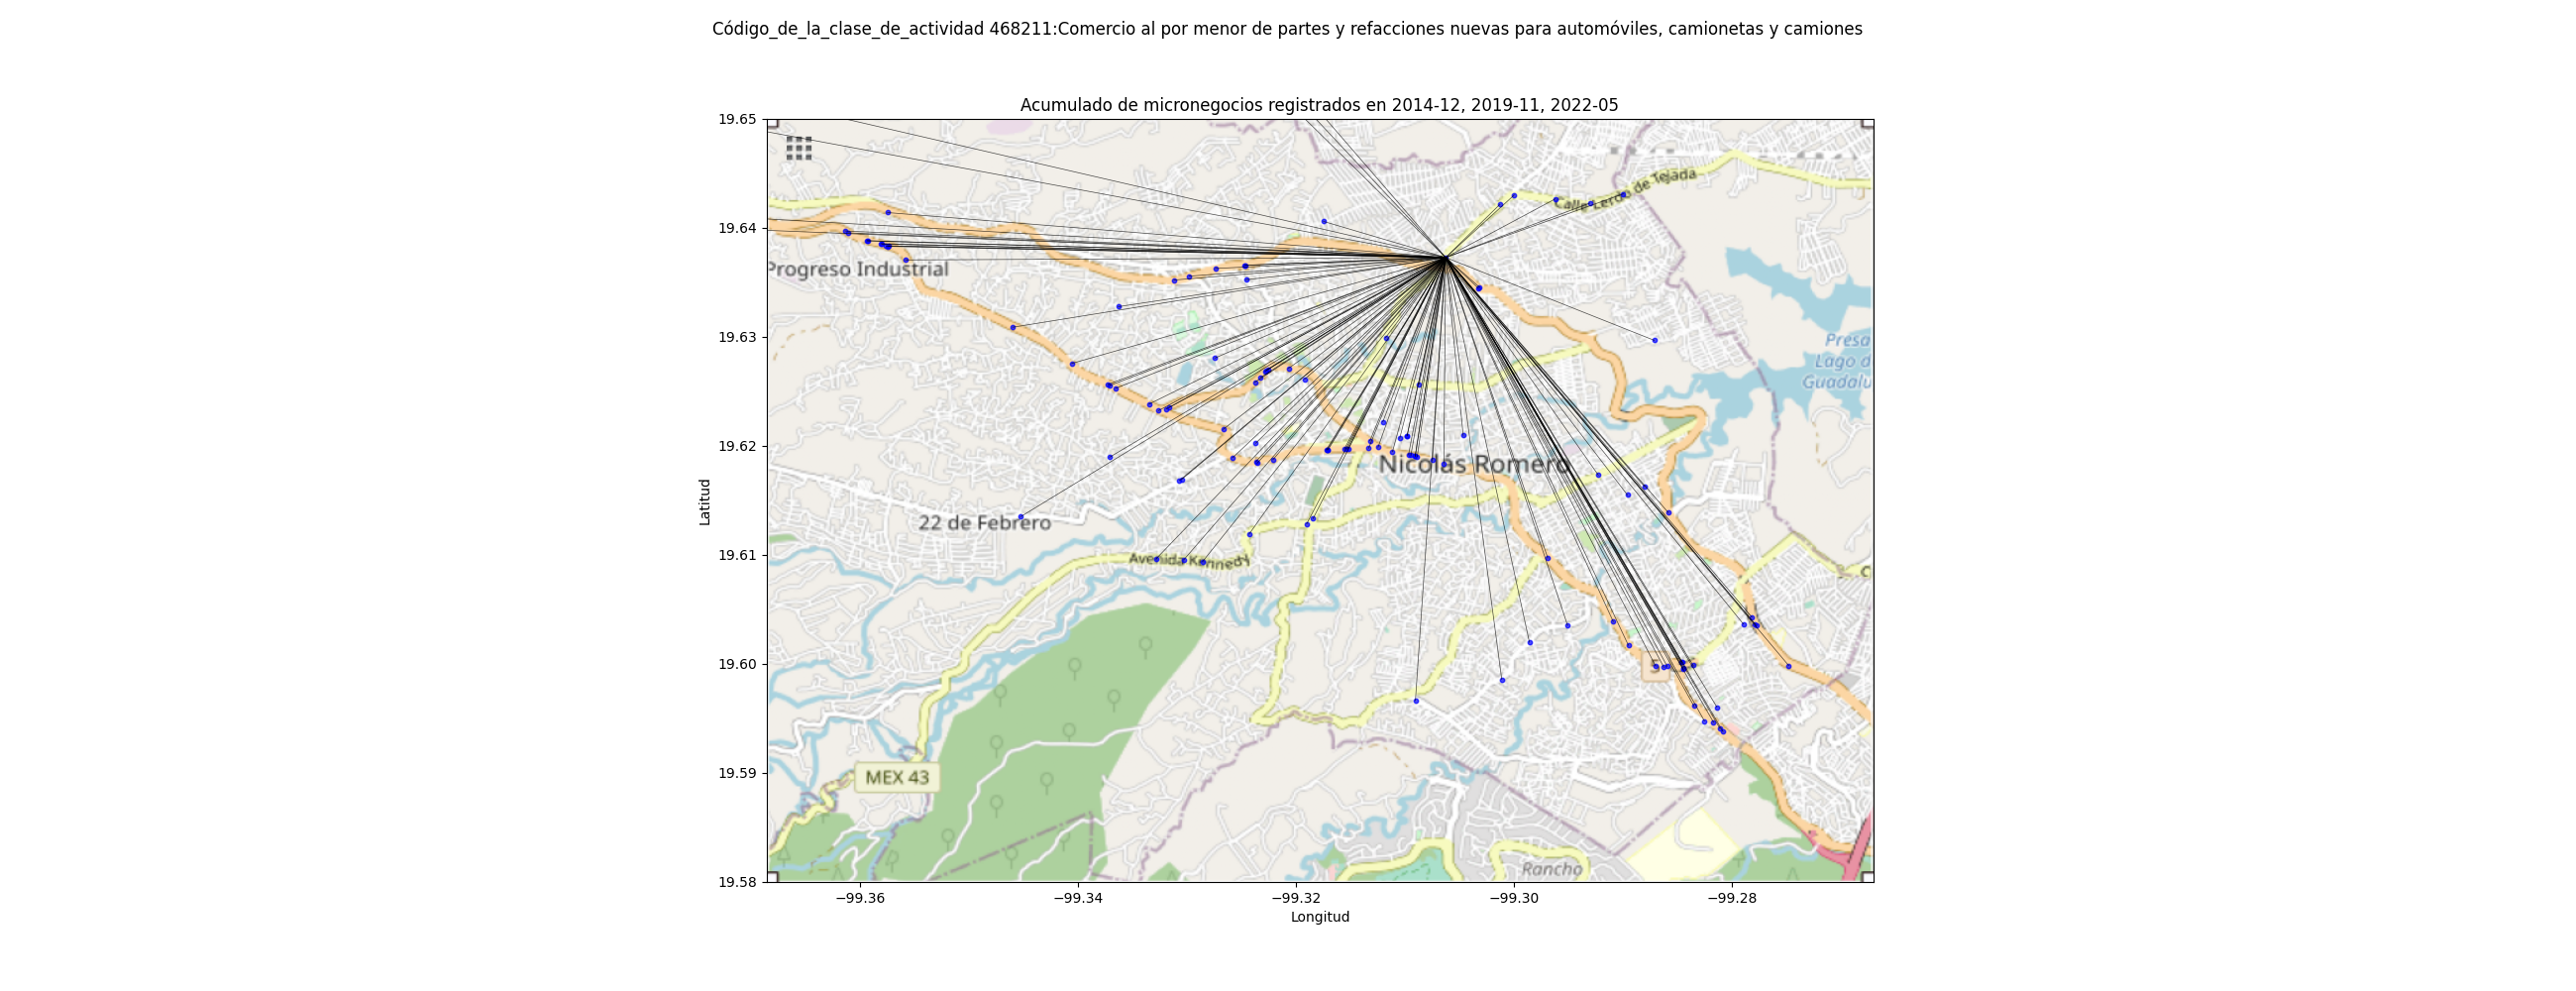 Código_de_la_clase_de_actividad 468211:Comercio al por menor de partes y refacciones nuevas para automóviles, camionetas y camiones
Acumulado de micronegocios registrados en 2014-12, 2019-11, 2022-05
19.65
19.64
19.63
19.62
19.61
19.60
19.59
19.58
Latitud
Calle Lerdo de Tejada
Progreso Industrial
Presa
Lago d
Guadalu
Nicolás Romero
22 de Febrero
Avenida Kennedy
C
MEX 43
Rancho
−99.36
−99.34
−99.32
−99.30
−99.28
Longitud